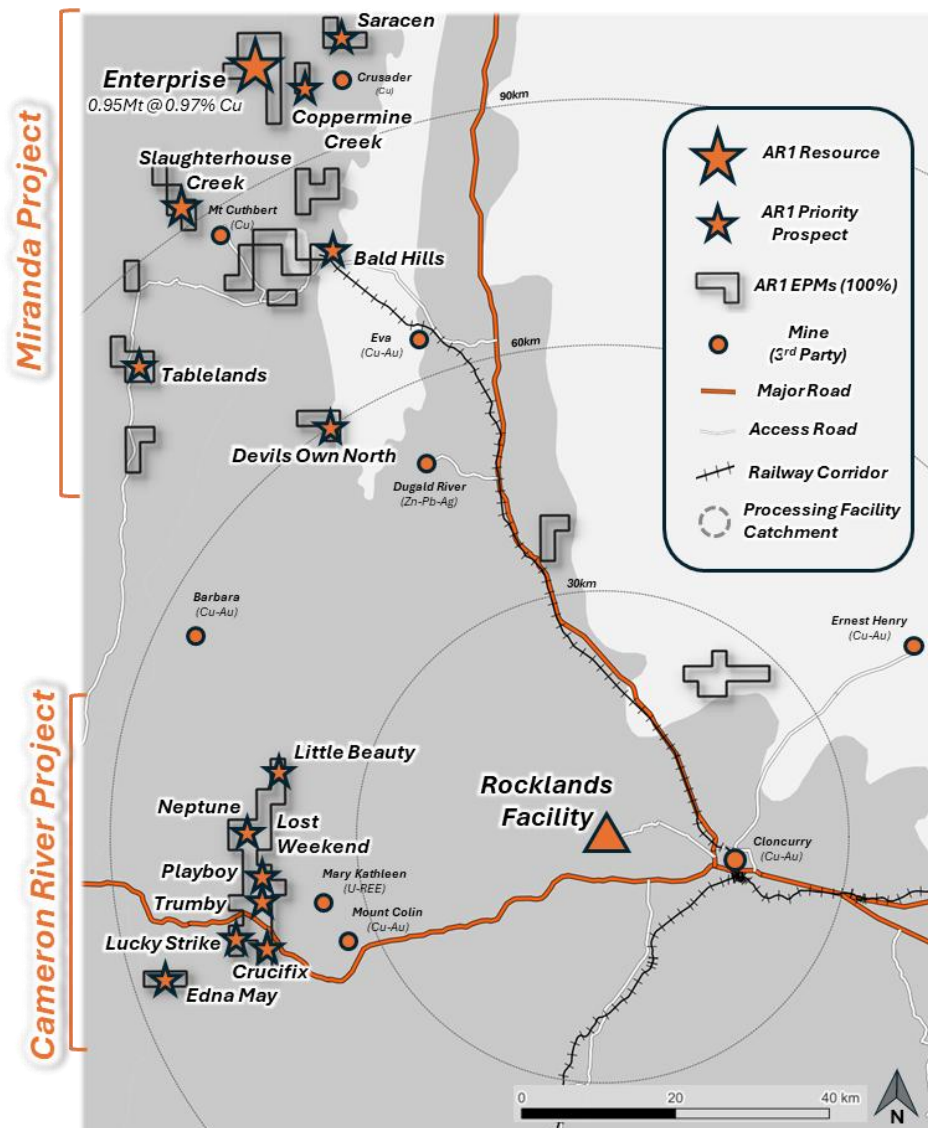 Miranda Project
Cameron River Project
Saracen
Enterprise
0.95Mt @ 0.97% Cu
Crusader
(Cu)
Coppermine
Creek
90km
Slaughterhouse
Creek
Mt Cuthbert
(Cu)
Bald Hills
Eva
(Cu-Au)
60km
Tablelands
Devils Own North
Dugald River
(Zn-Pb-Ag)
30km
Barbara
(Cu-Au)
Ernest Henry
(Cu-Au)
Little Beauty
Neptune
Lost
Weekend
Rocklands
Facility
Playboy
Mary Kathleen
(U-REE)
Cloncurry
(Cu-Au)
Trumby
Mount Colin
(Cu-Au)
Lucky Strike
Crucifix
Edna May
AR1 Resource
AR1 Priority
Prospect
AR1 EPMs (100%)
Mine
(3rd Party)
Major Road
Access Road
Railway Corridor
Processing Facility
Catchment
0 20 40 km
N